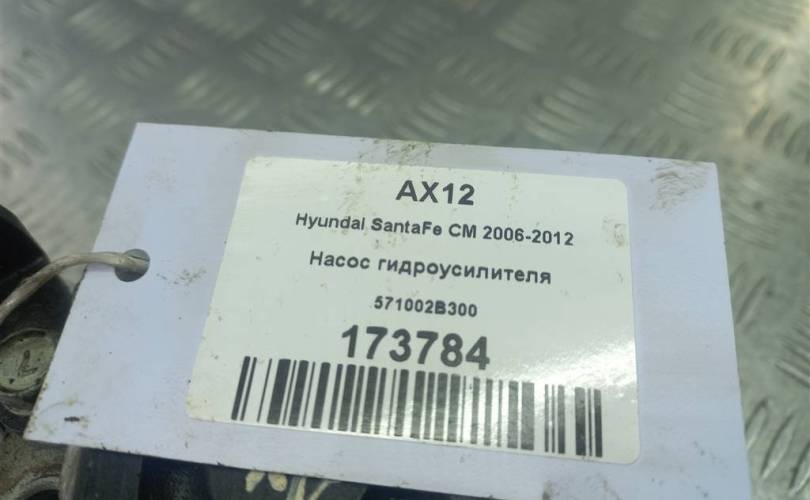 AX12
Hyundai SantaFe CM 2006-2012
Насос гидроусилителя
571002B300
173784